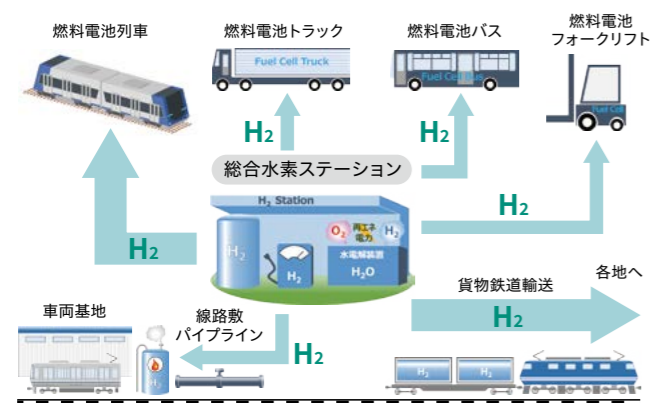 燃料電池列車
燃料電池トラック
燃料電池バス
燃料電池
フォークリフト
Fuel Cell Truck
Fuel Cell Bus
Fuel Cell
H2
H2
H2
H2
総合水素ステーション
H2 Station
H2
H2
O2
再エネ
電力
H2
水電解装置
H2O
貨物鉄道輸送
各地へ
H2
車両基地
線路敷
パイプライン
H2
H2
H2
H2